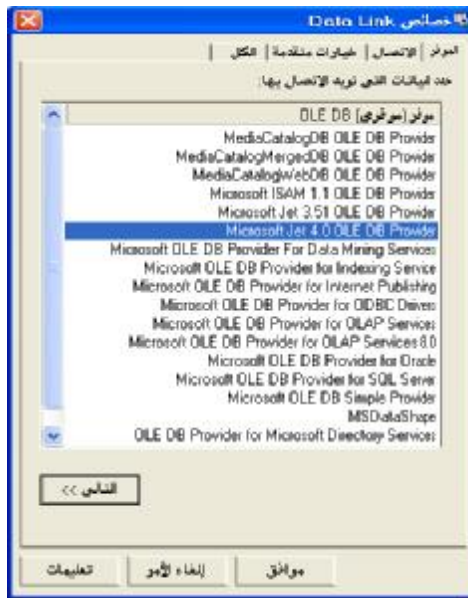 خصائص Data Link
الموفر | الاتصال | خيارات متقدمة | الكل
حدد البيانات التي تريد الاتصال بها:
موفر (موفري) OLE DB
MediaCatalogDB OLE DB Provider
MediaCatalogMergedDB OLE DB Provider
MediaCatalogWebDB OLE DB Provider
Microsoft ISAM 1.1 OLE DB Provider
Microsoft Jet 3.51 OLE DB Provider
Microsoft Jet 4.0 OLE DB Provider
Microsoft OLE DB Provider For Data Mining Services
Microsoft OLE DB Provider for Indexing Service
Microsoft OLE DB Provider for Internet Publishing
Microsoft OLE DB Provider for ODBC Drivers
Microsoft OLE DB Provider for OLAP Services
Microsoft OLE DB Provider for OLAP Services 8.0
Microsoft OLE DB Provider for Oracle
Microsoft OLE DB Provider for SQL Server
Microsoft OLE DB Simple Provider
MSDataShape
OLE DB Provider for Microsoft Directory Services
التالي >>
موافق
إلغاء الأمر
تعليمات